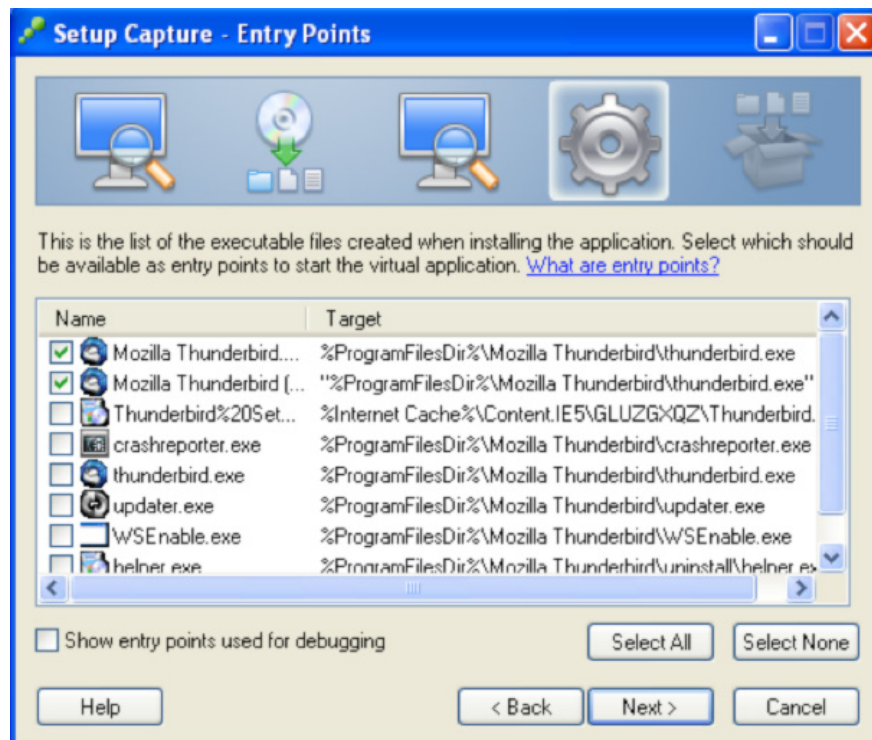 Setup Capture - Entry Points
This is the list of the executable files created when installing the application. Select which should
be available as entry points to start the virtual application. What are entry points?
Name Target
Mozilla Thunderbird.... %ProgramFilesDir%\Mozilla Thunderbird\thunderbird.exe
Mozilla Thunderbird (... "%ProgramFilesDir%\Mozilla Thunderbird\thunderbird.exe"
Thunderbird%20Set... %Internet Cache%\Content.IE5\GLUZGXQZ\Thunderbird.
crashreporter.exe %ProgramFilesDir%\Mozilla Thunderbird\crashreporter.exe
thunderbird.exe %ProgramFilesDir%\Mozilla Thunderbird\thunderbird.exe
updater.exe %ProgramFilesDir%\Mozilla Thunderbird\updater.exe
WSEnable.exe %ProgramFilesDir%\Mozilla Thunderbird\WSEnable.exe
helper.exe %ProgramFilesDir%\Mozilla Thunderbird\uninstall\helper.ex
Show entry points used for debugging Select All Select None
Help < Back Next > Cancel